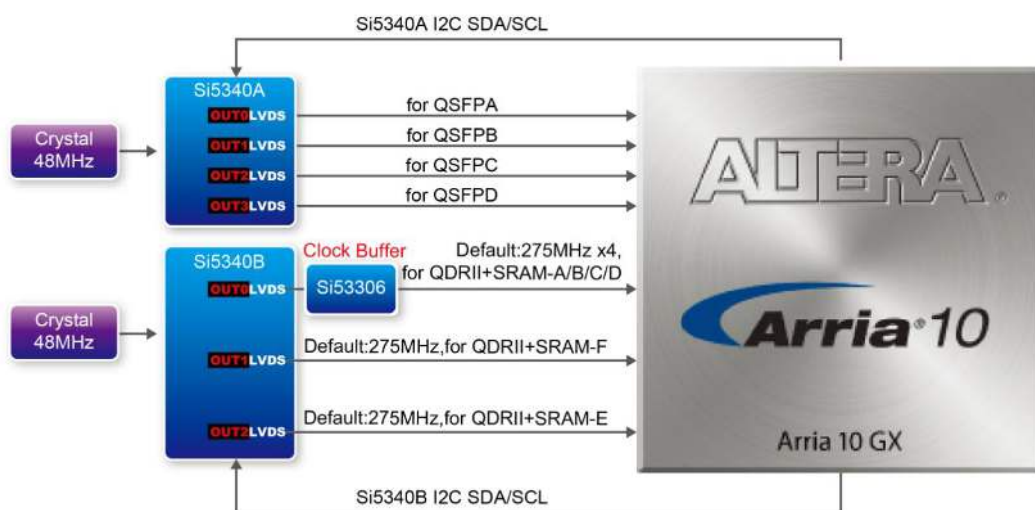 Si5340A I2C SDA/SCL
Si5340A
OUT0LVDS
for QSFPA
OUT1LVDS
for QSFPB
OUT2LVDS
for QSFPC
OUT3LVDS
for QSFPD
Crystal
48MHz
ALTERA®
Si5340B
Clock Buffer
Default:275MHz x4,
for QDRII+SRAM-A/B/C/D
OUT0LVDS
Si53306
Crystal
48MHz
Arria® 10
Default:275MHz,for QDRII+SRAM-F
OUT1LVDS
Default:275MHz,for QDRII+SRAM-E
OUT2LVDS
Arria 10 GX
Si5340B I2C SDA/SCL